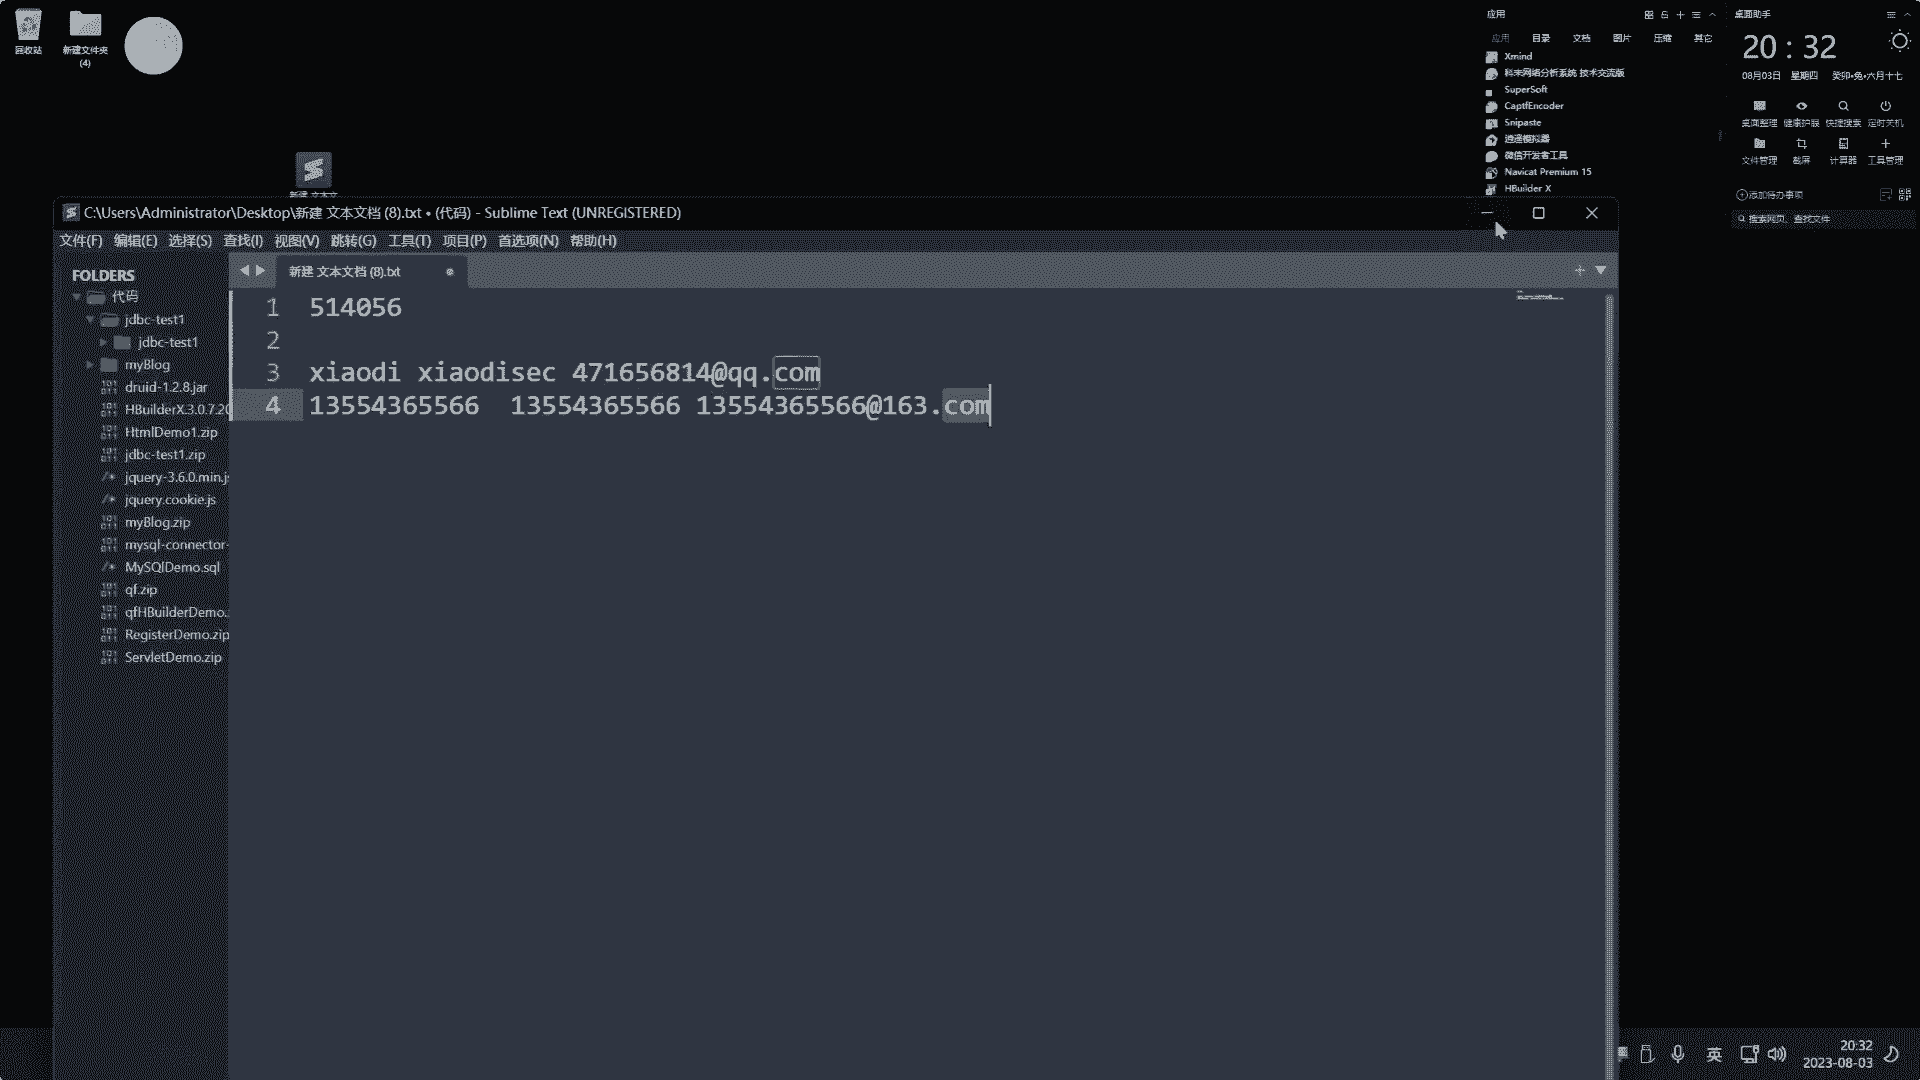 回收站
新建文件夹
(4)
新建 文本文
应用
应用 目录 文档 图片 压缩 其它
Xmind
科来网络分析系统 技术交流版
SuperSoft
CaptfEncoder
Snipaste
逍遥模拟器
微信开发者工具
Navicat Premium 15
HBuilder X
桌面助手
20 : 32
08月03日 星期四 癸卯•兔•六月十七
桌面整理 健康护眼 快捷搜索 定时关机
文件管理 截屏 计算器 工具管理
添加待办事项
搜索网页、查找文件
C:\Users\Administrator\Desktop\新建 文本文档 (8).txt • (代码) - Sublime Text (UNREGISTERED)
文件(F) 编辑(E) 选择(S) 查找(I) 视图(V) 跳转(G) 工具(T) 项目(P) 首选项(N) 帮助(H)
FOLDERS
代码
jdbc-test1
jdbc-test1
myBlog
druid-1.2.8.jar
HBuilderX.3.0.7.20
HtmlDemo1.zip
jdbc-test1.zip
jquery-3.6.0.min.js
jquery.cookie.js
myBlog.zip
mysql-connector-
MySQlDemo.sql
qf.zip
qfHBuilderDemo.
RegisterDemo.zip
ServletDemo.zip
新建 文本文档 (8).txt
1 514056
2
3 xiaodi xiaodisec 471656814@qq.com
4 13554365566  13554365566 13554365566@163.com
英
20:32
2023-08-03